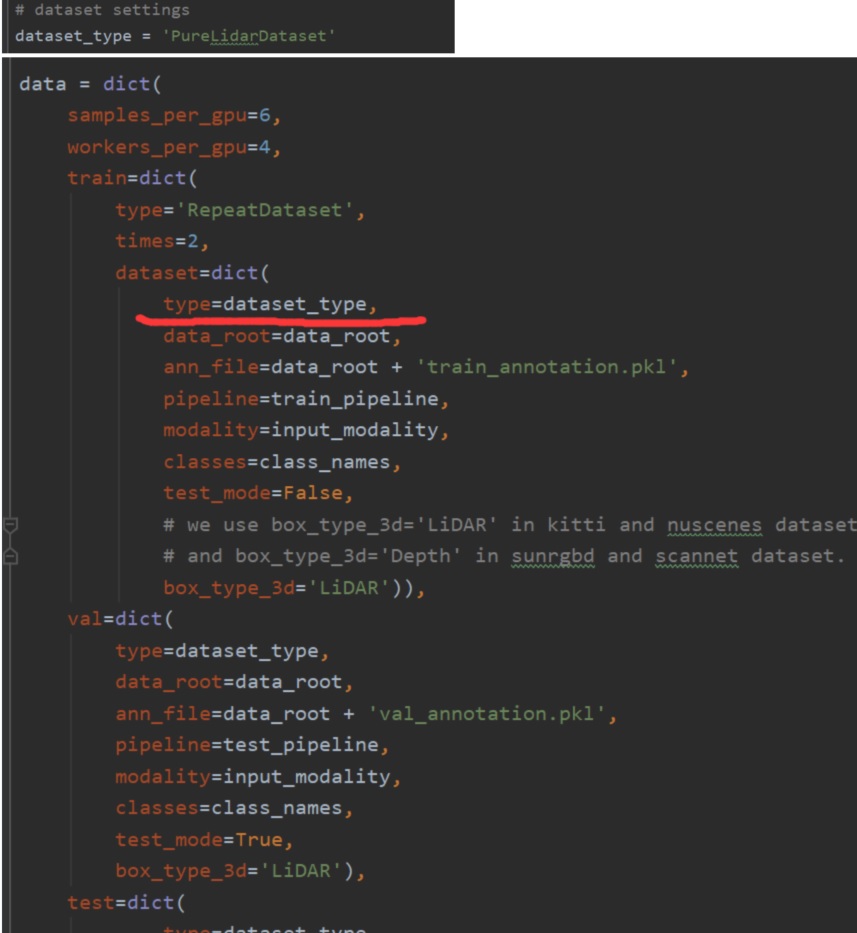 # dataset settings
dataset_type = 'PureLidarDataset'
data = dict(
samples_per_gpu=6,
workers_per_gpu=4,
train=dict(
type='RepeatDataset',
times=2,
dataset=dict(
type=dataset_type,
data_root=data_root,
ann_file=data_root + 'train_annotation.pkl',
pipeline=train_pipeline,
modality=input_modality,
classes=class_names,
test_mode=False,
# we use box_type_3d='LiDAR' in kitti and nuscenes dataset
# and box_type_3d='Depth' in sunrgbd and scannet dataset.
box_type_3d='LiDAR')),
val=dict(
type=dataset_type,
data_root=data_root,
ann_file=data_root + 'val_annotation.pkl',
pipeline=test_pipeline,
modality=input_modality,
classes=class_names,
test_mode=True,
box_type_3d='LiDAR'),
test=dict(
type=dataset_type